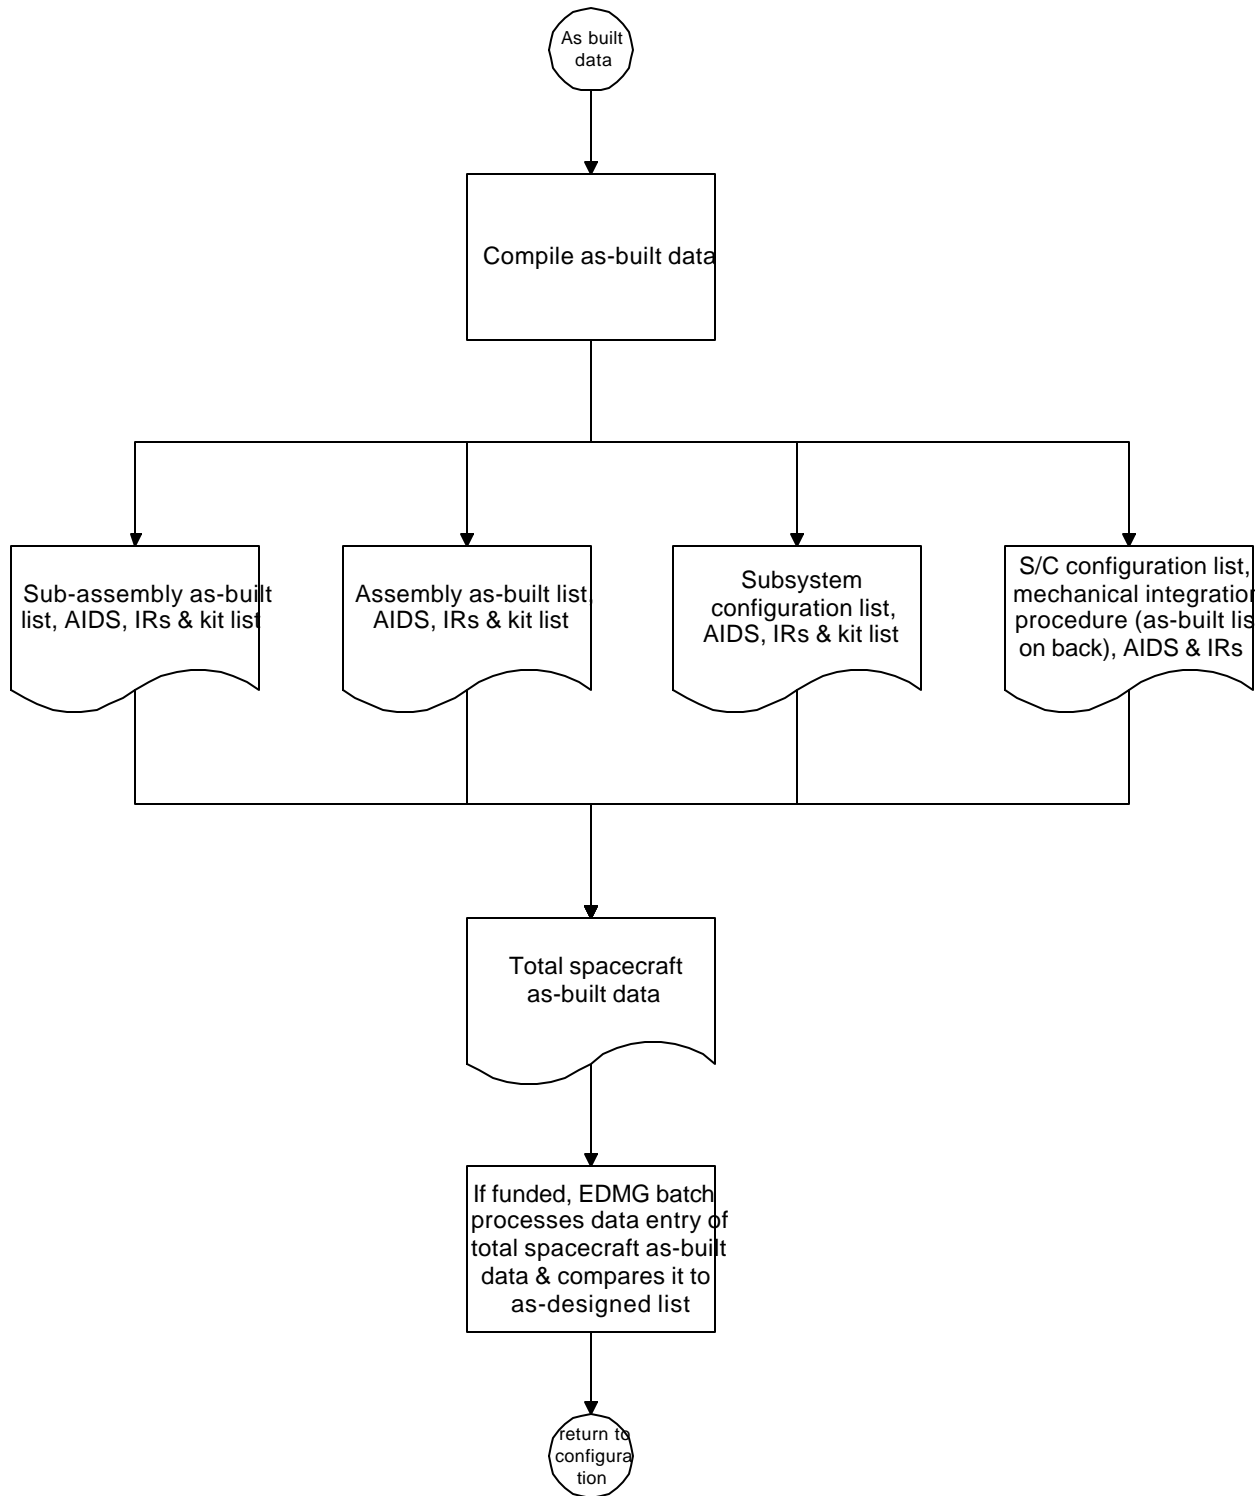 As built
data
Compile as-built data
Sub-assembly as-built
list, AIDS, IRs & kit list
Assembly as-built list,
AIDS, IRs & kit list
Subsystem
configuration list,
AIDS, IRs & kit list
S/C configuration list,
mechanical integration
procedure (as-built lis
on back), AIDS & IRs
Total spacecraft
as-built data
If funded, EDMG batch
processes data entry of
total spacecraft as-built
data & compares it to
as-designed list
return to
configura
tion